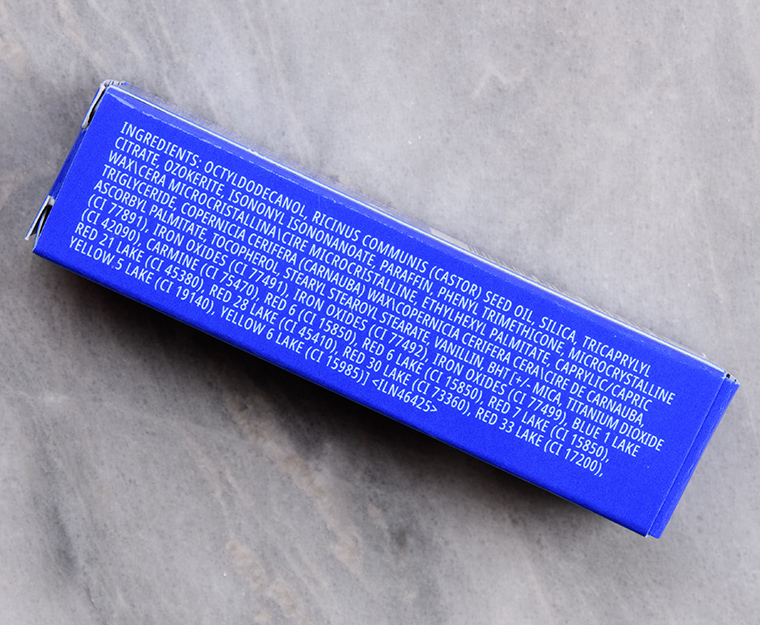 INGREDIENTS: OCTYLDODECANOL, RICINUS COMMUNIS (CASTOR) SEED OIL, SILICA, TRICAPRYLYL
CITRATE, OZOKERITE, ISONONYL ISONONANOATE, PARAFFIN, PHENYL TRIMETHICONE, MICROCRYSTALLINE
WAX\CERA MICROCRISTALLINA\CIRE MICROCRYSTALLINE, ETHYLHEXYL PALMITATE, CAPRYLIC/CAPRIC
TRIGLYCERIDE, COPERNICIA CERIFERA (CARNAUBA) WAX\COPERNICIA CERIFERA CERA\CIRE DE CARNAUBA,
ASCORBYL PALMITATE, TOCOPHEROL, STEARYL STEAROYL STEARATE, VANILLIN, BHT [+/- MICA, TITANIUM DIOXIDE
(CI 77891), IRON OXIDES (CI 77491), IRON OXIDES (CI 77492), IRON OXIDES (CI 77499), BLUE 1 LAKE
(CI 42090), CARMINE (CI 75470), RED 6 (CI 15850), RED 6 LAKE (CI 15850), RED 7 LAKE (CI 15850),
RED 21 LAKE (CI 45380), RED 28 LAKE (CI 45410), RED 30 LAKE (CI 73360), RED 33 LAKE (CI 17200),
YELLOW 5 LAKE (CI 19140), YELLOW 6 LAKE (CI 15985)] <ILN46425>